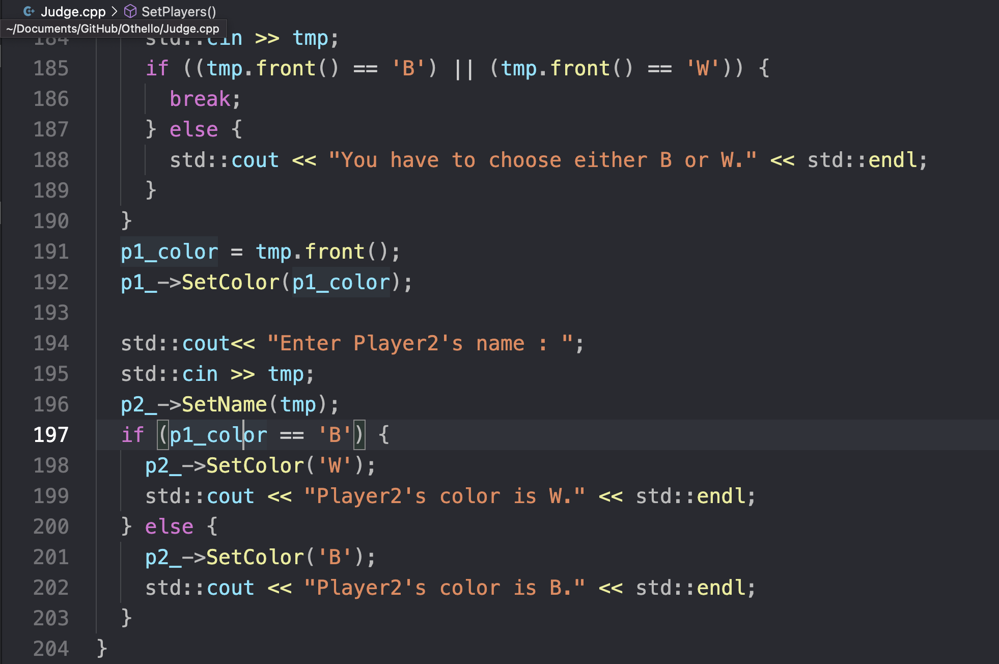 Judge.cpp > SetPlayers()
~/Documents/GitHub/Othello/Judge.cpp
184 std::cin >> tmp;
185 if ((tmp.front() == 'B') || (tmp.front() == 'W')) {
186 break;
187 } else {
188 std::cout << "You have to choose either B or W." << std::endl;
189 }
190 }
191 p1_color = tmp.front();
192 p1_->SetColor(p1_color);
193
194 std::cout<< "Enter Player2's name : ";
195 std::cin >> tmp;
196 p2_->SetName(tmp);
197 if (p1_color == 'B') {
198 p2_->SetColor('W');
199 std::cout << "Player2's color is W." << std::endl;
200 } else {
201 p2_->SetColor('B');
202 std::cout << "Player2's color is B." << std::endl;
203 }
204 }